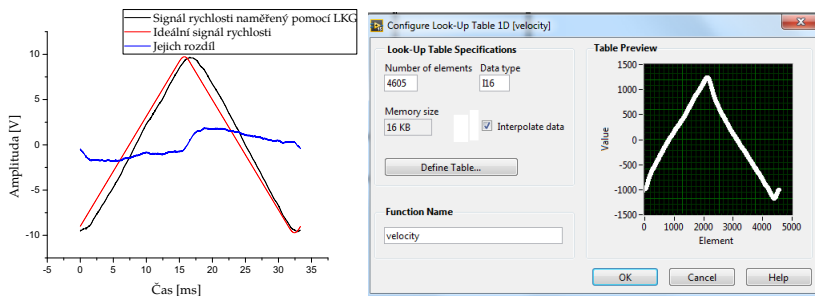 Signál rychlosti naměřený pomocí LKG
Ideální signál rychlosti
Jejich rozdíl
10
5
0
-5
-10
Amplituda [V]
-5 0 5 10 15 20 25 30 35
Čas [ms]
Configure Look-Up Table 1D [velocity]
Look-Up Table Specifications
Number of elements Data type
4605 I16
Memory size
16 KB
Interpolate data
Define Table...
Function Name
velocity
Table Preview
1500
1000
500
0
-500
-1000
-1500
Value
0 1000 2000 3000 4000 5000
Element
OK Cancel Help